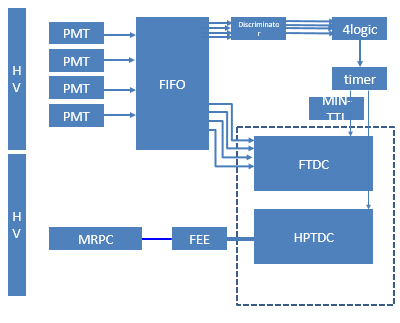 H
V
PMT
PMT
PMT
PMT
FIFO
Discriminato
r
4logic
timer
MIN-
TTL
FTDC
H
V
MRPC
FEE
HPTDC